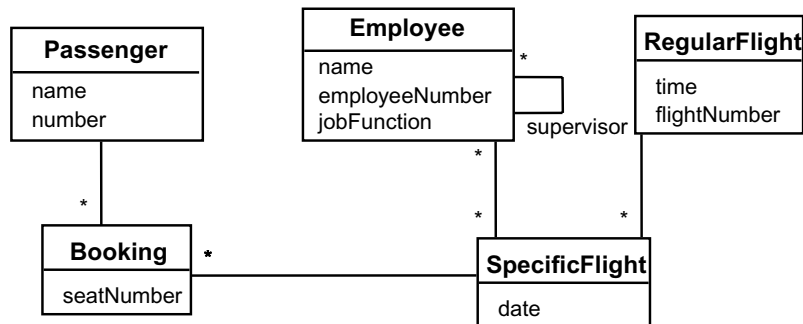 Passenger
name
number
Employee
name
employeeNumber
jobFunction
*
supervisor
RegularFlight
time
flightNumber
*
*
*
*
Booking
seatNumber
*
SpecificFlight
date